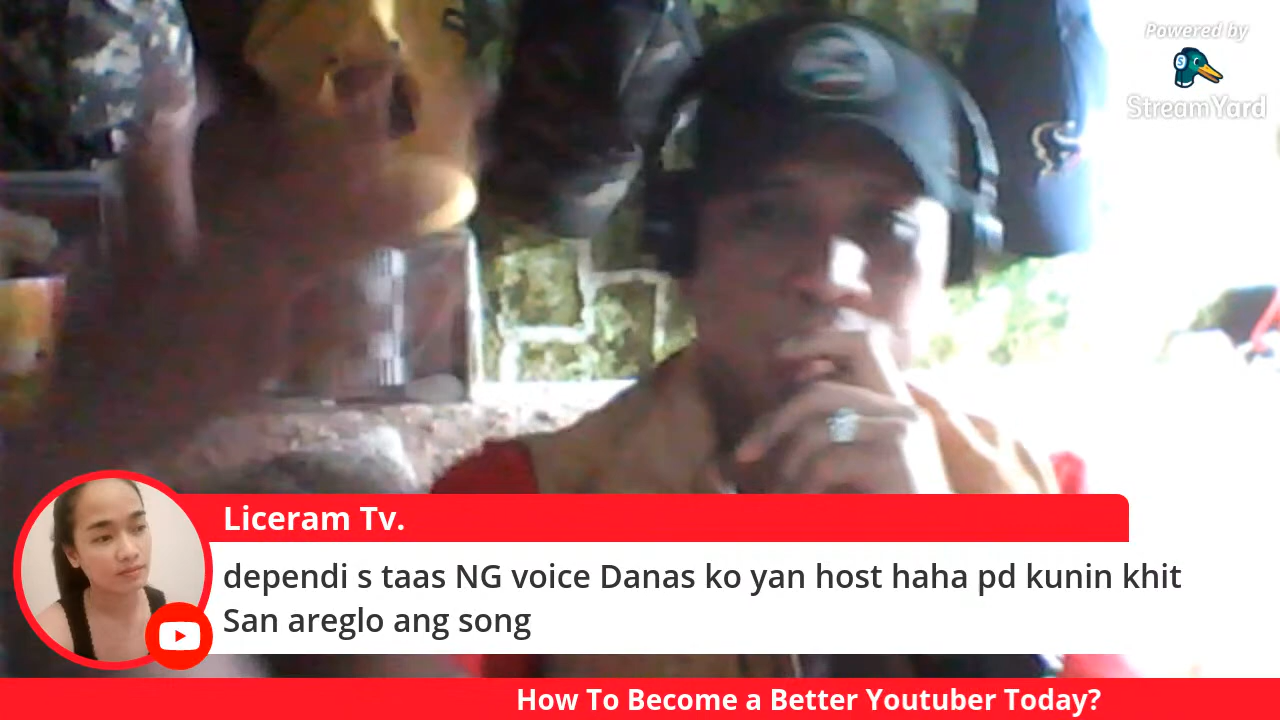 Powered by
StreamYard
Liceram Tv.
dependi s taas NG voice Danas ko yan host haha pd kunin khit
San areglo ang song
How To Become a Better Youtuber Today?